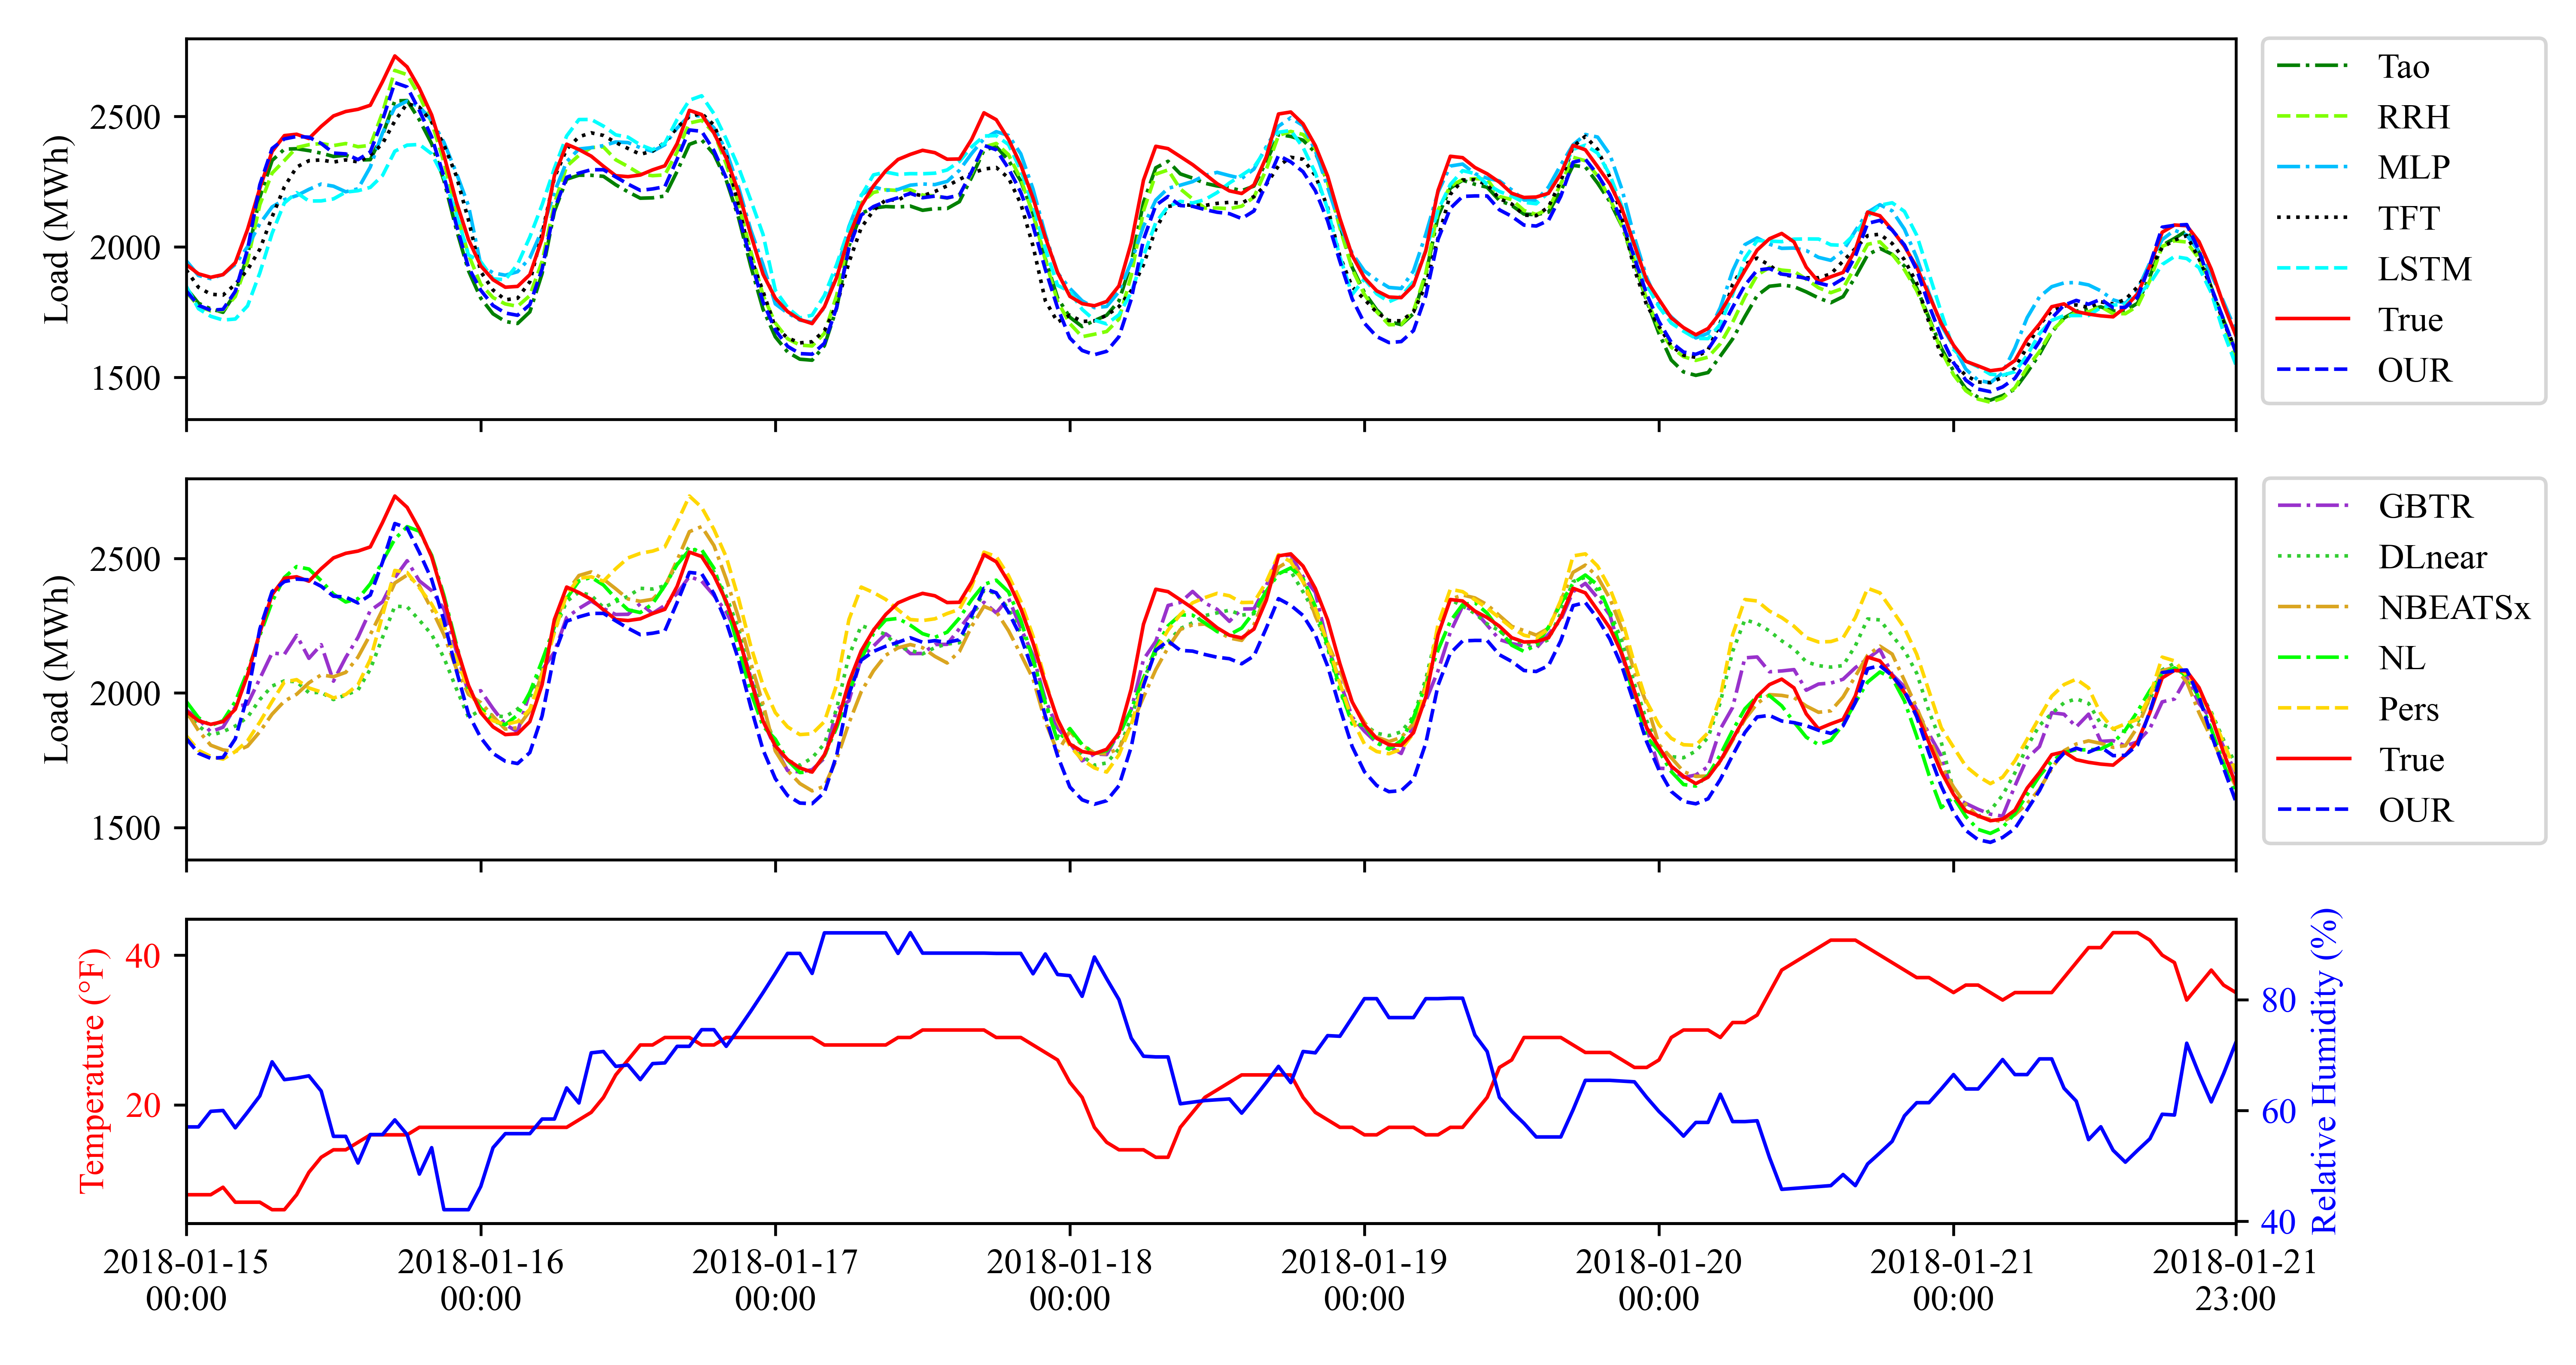 Load (MWh)
2500
2000
1500
Tao
RRH
MLP
TFT
LSTM
True
OUR
Load (MWh)
2500
2000
1500
GBTR
DLnear
NBEATSx
NL
Pers
True
OUR
Temperature (°F)
40
20
80
60
40
Relative Humidity (%)
2018-01-15
00:00
2018-01-16
00:00
2018-01-17
00:00
2018-01-18
00:00
2018-01-19
00:00
2018-01-20
00:00
2018-01-21
00:00
2018-01-21
23:00